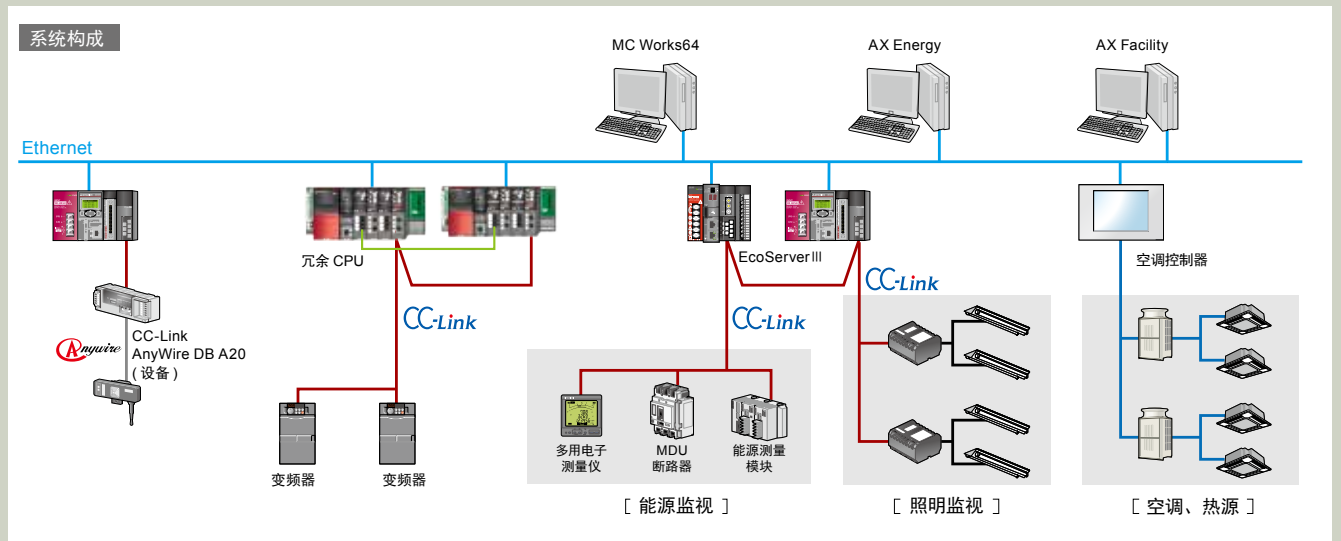 系统构成
MC Works64
AX Energy
AX Facility
Ethernet
冗余 CPU
EcoServerⅢ
空调控制器
CC-Link
CC-Link
CC-Link
Anywire
CC-Link
AnyWire DB A20
(设备)
变频器
变频器
多用电子
测量仪
MDU
断路器
能源测量
模块
[ 能源监视 ]
[ 照明监视 ]
[ 空调、热源 ]